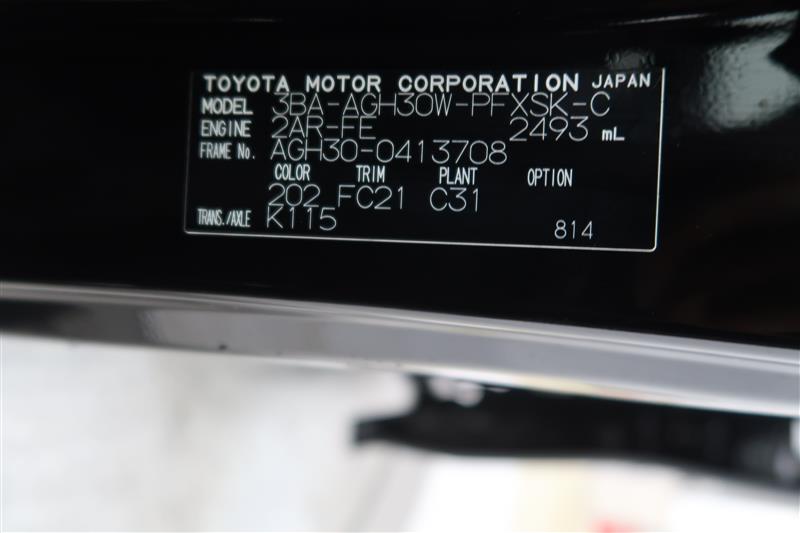 TOYOTA MOTOR CORPORATION JAPAN
MODEL 3BA-AGH30W-PFXSK-C
ENGINE 2AR-FE 2493 mL
FRAME No. AGH30-0413708
COLOR TRIM PLANT OPTION
202 FC21 C31
TRANS./AXLE K115 814